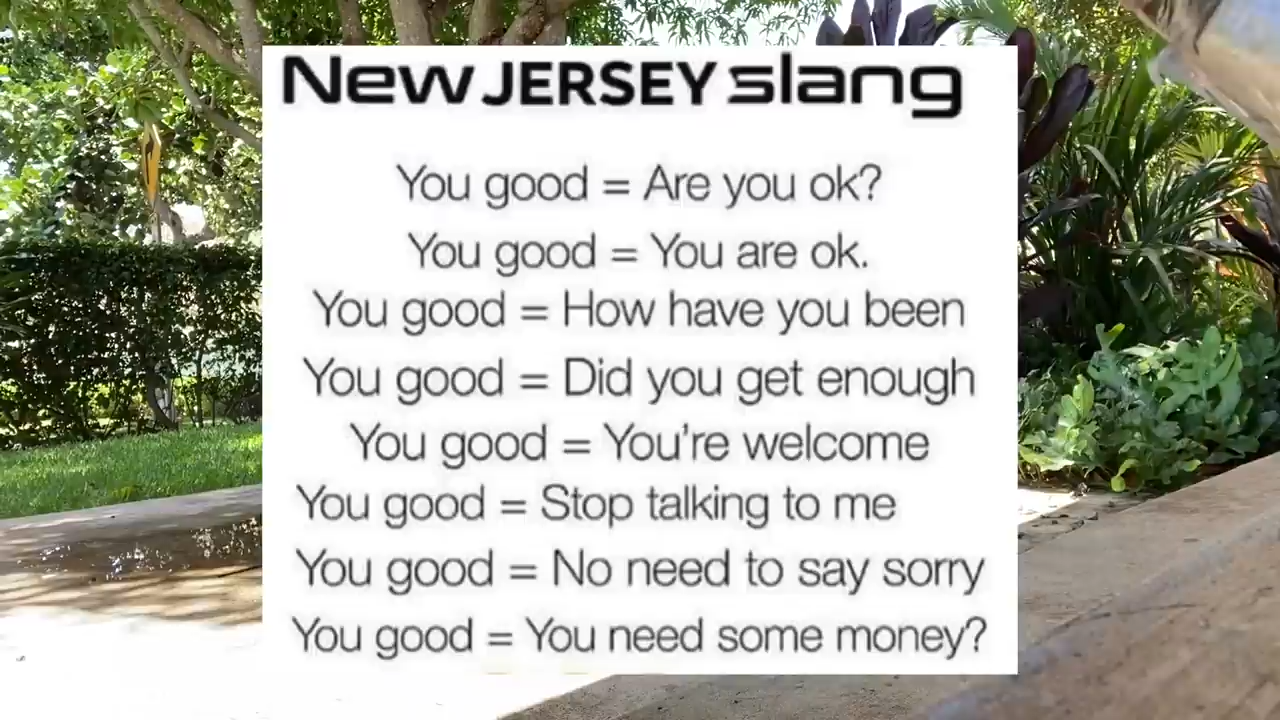 New JERSEY slang
You good = Are you ok?
You good = You are ok.
You good = How have you been
You good = Did you get enough
You good = You're welcome
You good = Stop talking to me
You good = No need to say sorry
You good = You need some money?